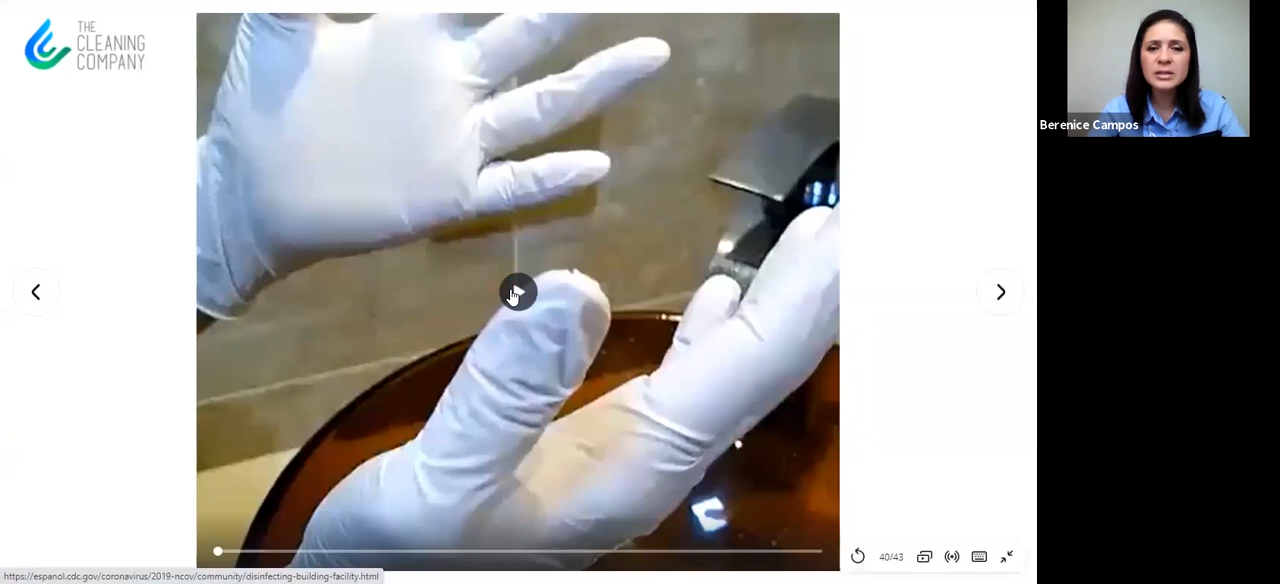 THE
CLEANING
COMPANY
Berenice Campos
40/43
https://espanol.cdc.gov/coronavirus/2019-ncov/community/disinfecting-building-facility.html